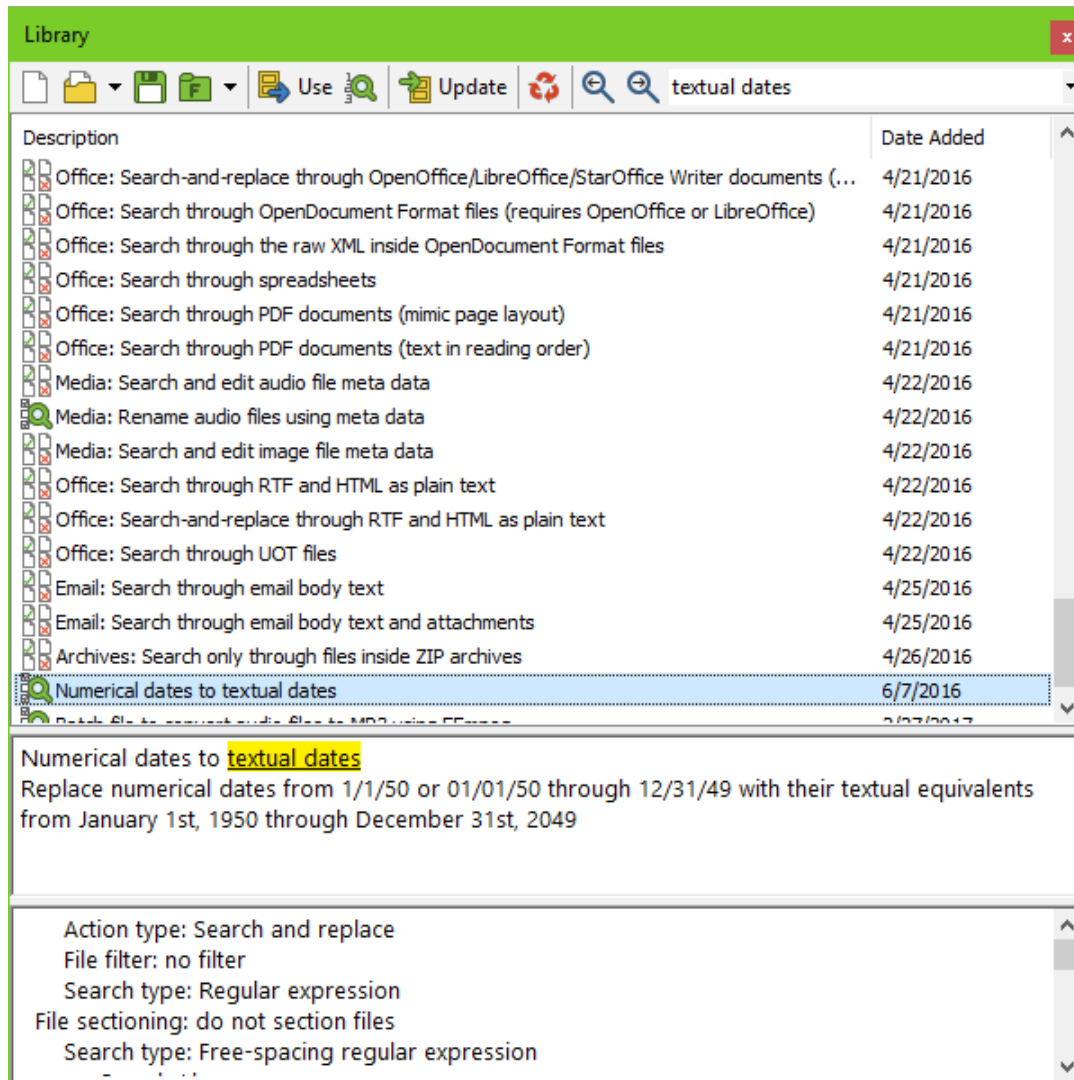 Library
x
F Use Update textual dates
Description Date Added
Office: Search-and-replace through OpenOffice/LibreOffice/StarOffice Writer documents (... 4/21/2016
Office: Search through OpenDocument Format files (requires OpenOffice or LibreOffice) 4/21/2016
Office: Search through the raw XML inside OpenDocument Format files 4/21/2016
Office: Search through spreadsheets 4/21/2016
Office: Search through PDF documents (mimic page layout) 4/21/2016
Office: Search through PDF documents (text in reading order) 4/21/2016
Media: Search and edit audio file meta data 4/22/2016
Media: Rename audio files using meta data 4/22/2016
Media: Search and edit image file meta data 4/22/2016
Office: Search through RTF and HTML as plain text 4/22/2016
Office: Search-and-replace through RTF and HTML as plain text 4/22/2016
Office: Search through UOT files 4/22/2016
Email: Search through email body text 4/25/2016
Email: Search through email body text and attachments 4/25/2016
Archives: Search only through files inside ZIP archives 4/26/2016
Numerical dates to textual dates 6/7/2016
Batch file to convert audio files to MP3 using FFmpeg
Numerical dates to textual dates
Replace numerical dates from 1/1/50 or 01/01/50 through 12/31/49 with their textual equivalents
from January 1st, 1950 through December 31st, 2049
Action type: Search and replace
File filter: no filter
Search type: Regular expression
File sectioning: do not section files
Search type: Free-spacing regular expression